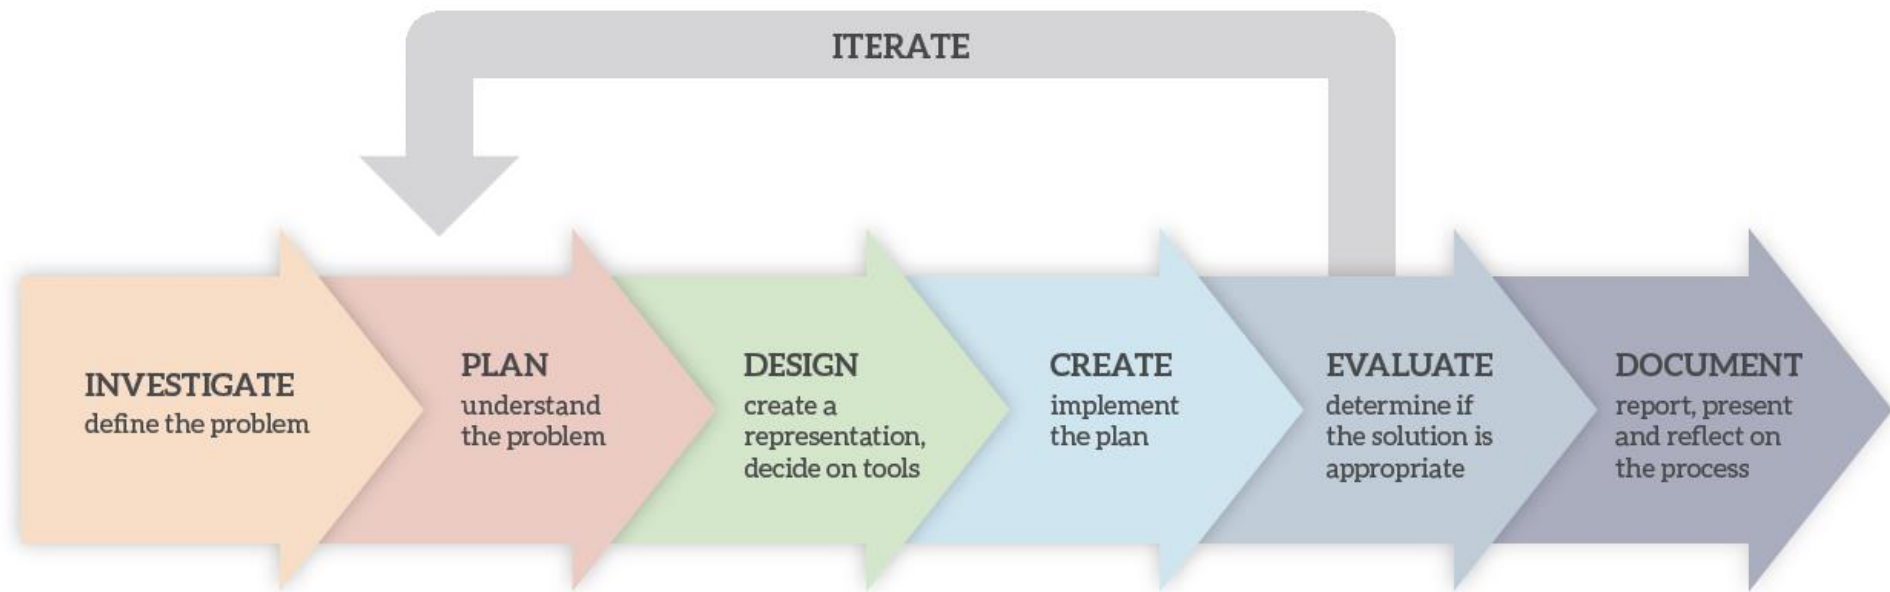 ITERATE
INVESTIGATE
define the problem
PLAN
understand
the problem
DESIGN
create a
representation,
decide on tools
CREATE
implement
the plan
EVALUATE
determine if
the solution is
appropriate
DOCUMENT
report, present
and reflect on
the process